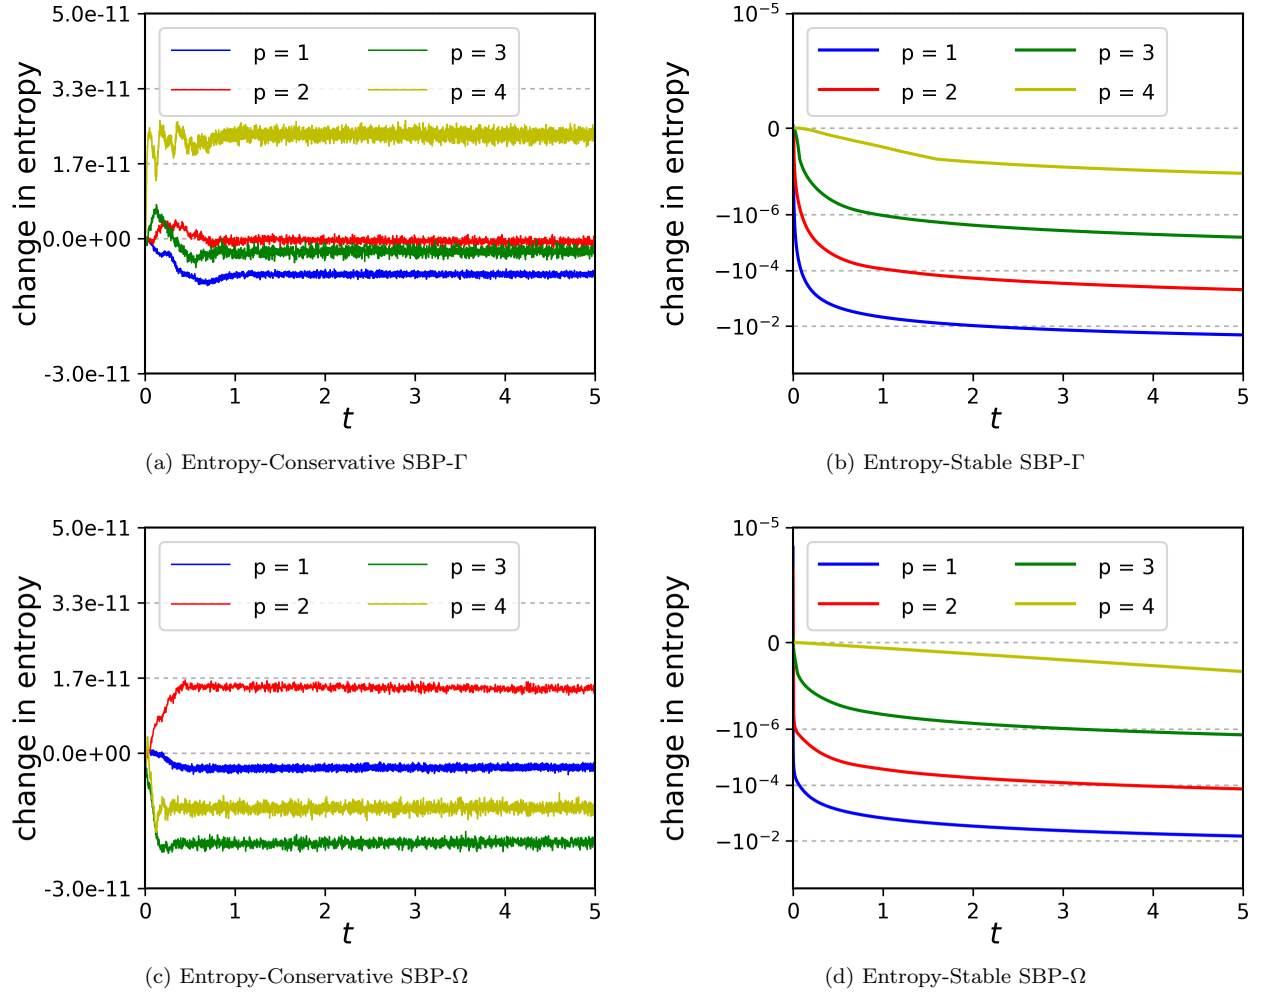 5.0e-11
3.3e-11
1.7e-11
0.0e+00
-3.0e-11
change in entropy
p = 1
p = 2
p = 3
p = 4
0 1 2 3 4 5
t
(a) Entropy-Conservative SBP-Γ
10⁻⁵
0
−10⁻⁶
−10⁻⁴
−10⁻²
change in entropy
p = 1
p = 2
p = 3
p = 4
0 1 2 3 4 5
t
(b) Entropy-Stable SBP-Γ
5.0e-11
3.3e-11
1.7e-11
0.0e+00
-3.0e-11
change in entropy
p = 1
p = 2
p = 3
p = 4
0 1 2 3 4 5
t
(c) Entropy-Conservative SBP-Ω
10⁻⁵
0
−10⁻⁶
−10⁻⁴
−10⁻²
change in entropy
p = 1
p = 2
p = 3
p = 4
0 1 2 3 4 5
t
(d) Entropy-Stable SBP-Ω